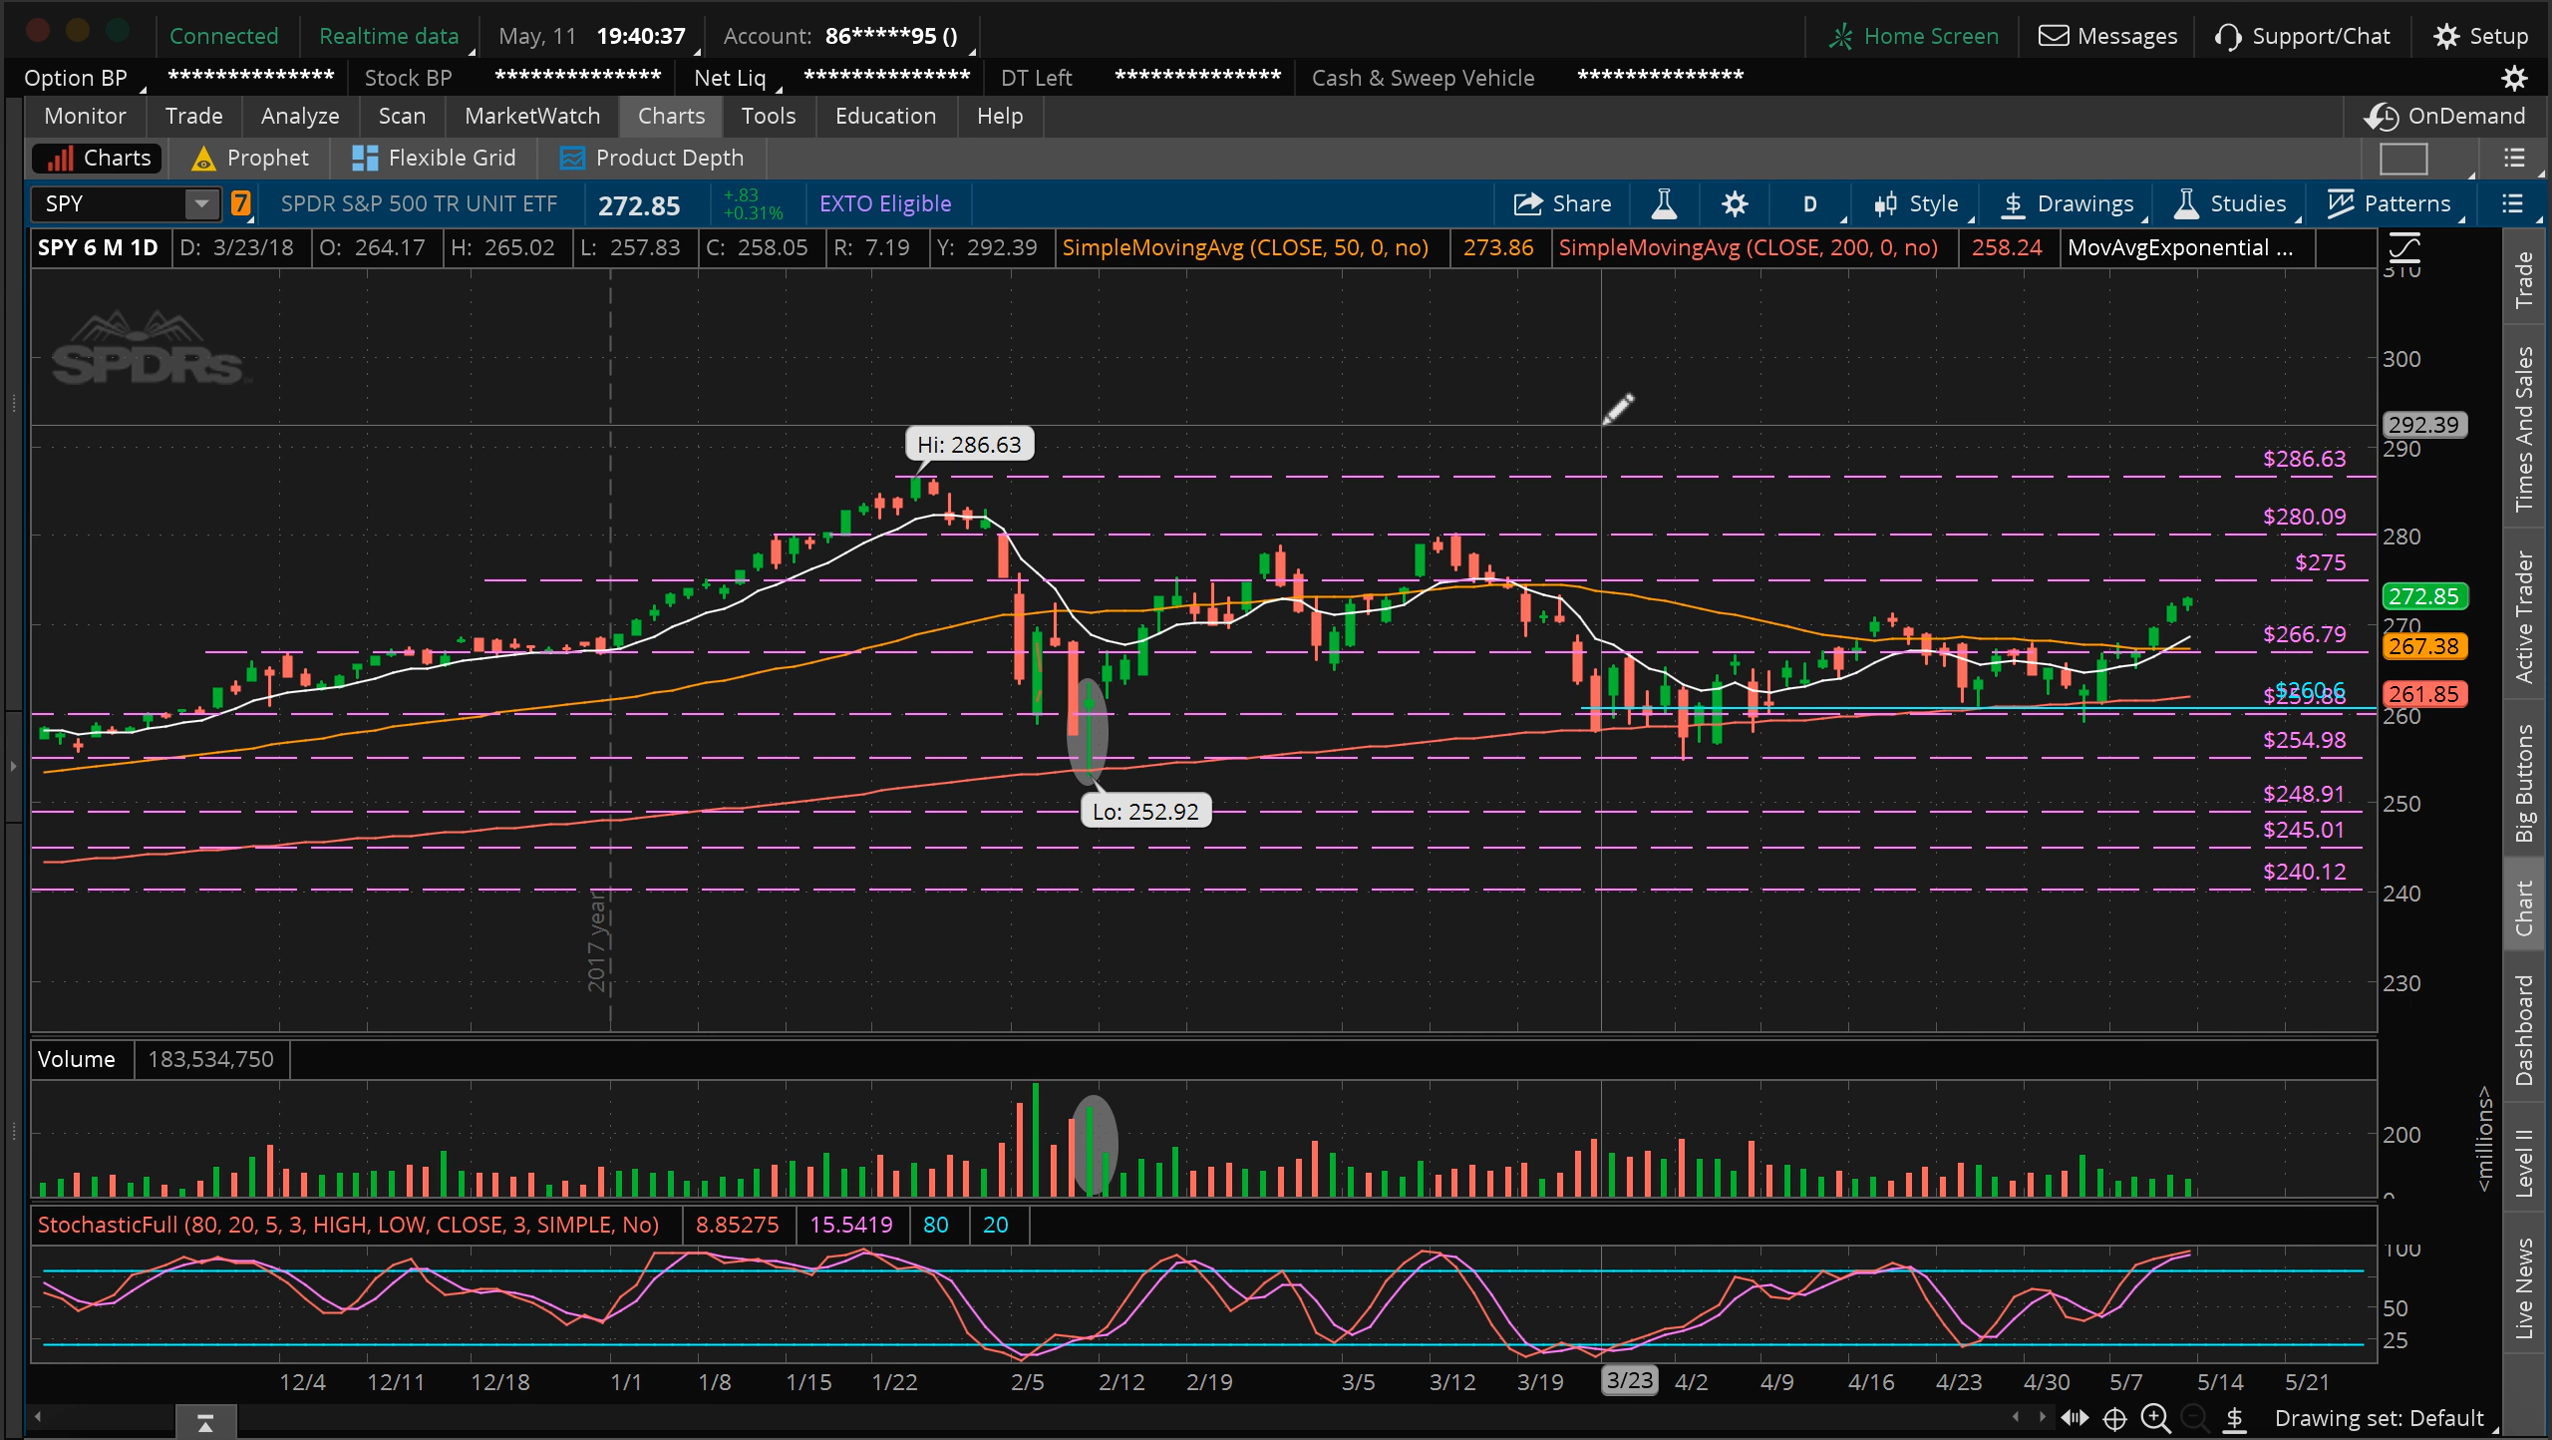 Connected Realtime data May, 11 19:40:37 Account: 86*****95 () Home Screen Messages Support/Chat Setup
Option BP ************** Stock BP ************** Net Liq ************** DT Left ************** Cash & Sweep Vehicle **************
Monitor Trade Analyze Scan MarketWatch Charts Tools Education Help OnDemand
Charts Prophet Flexible Grid Product Depth
SPY 7 SPDR S&P 500 TR UNIT ETF 272.85 +.83 +0.31% EXTO Eligible Share D Style Drawings Studies Patterns
SPY 6 M 1D D: 3/23/18 O: 264.17 H: 265.02 L: 257.83 C: 258.05 R: 7.19 Y: 292.39 SimpleMovingAvg (CLOSE, 50, 0, no) 273.86 SimpleMovingAvg (CLOSE, 200, 0, no) 258.24 MovAvgExponential ...
310
SPDRs
300
292.39
290
Hi: 286.63
$286.63
$280.09
280
$275
272.85
270
$266.79
267.38
$260.6
$259.88
261.85
260
$254.98
Lo: 252.92
$248.91
250
$245.01
$240.12
240
230
2017 year
Volume 183,534,750
200
0
<millions>
StochasticFull (80, 20, 5, 3, HIGH, LOW, CLOSE, 3, SIMPLE, No) 8.85275 15.5419 80 20
100
50
25
12/4 12/11 12/18 1/1 1/8 1/15 1/22 2/5 2/12 2/19 3/5 3/12 3/19 3/23 4/2 4/9 4/16 4/23 4/30 5/7 5/14 5/21
Drawing set: Default
Trade
Times And Sales
Active Trader
Big Buttons
Chart
Dashboard
Level II
Live News